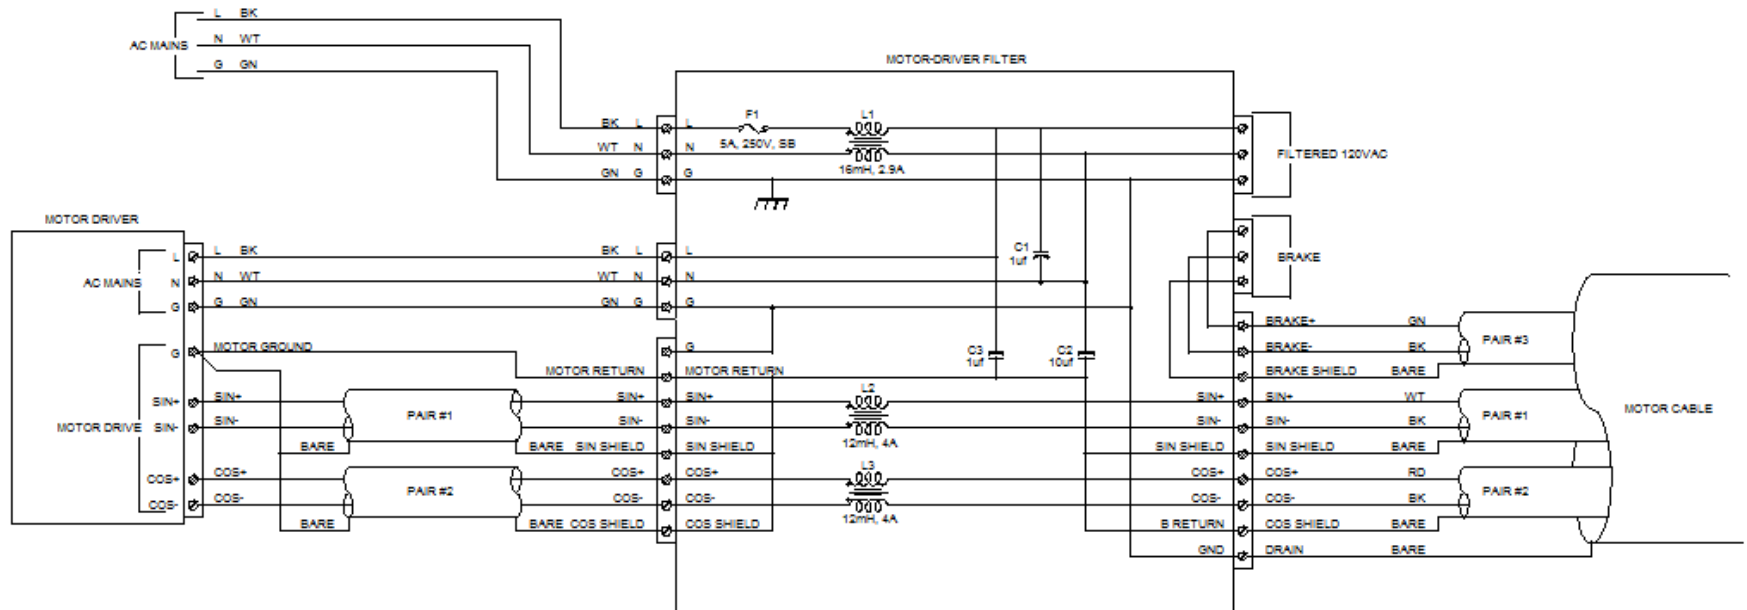 L BK
AC MAINS N WT
G GN
MOTOR-DRIVER FILTER
F1 L1
BK L L
5A, 250V, SB
WT N N
FILTERED 120VAC
16mH, 2.9A
GN G G
MOTOR DRIVER
L L BK BK L L
C1
1uf
BRAKE
AC MAINS N N WT WT N N
G G GN GN G G
BRAKE+ GN
PAIR #3
G MOTOR GROUND G
C3 C2
1uf 10uf
BRAKE- BK
MOTOR RETURN MOTOR RETURN
BRAKE SHIELD BARE
L2
SIN+ SIN+ SIN+ SIN+ SIN+ SIN+ WT
PAIR #1 PAIR #1 MOTOR CABLE
MOTOR DRIVE SIN- SIN- SIN- SIN- SIN- SIN- BK
12mH, 4A
BARE BARE SIN SHIELD SIN SHIELD SIN SHIELD SIN SHIELD BARE
L3
COS+ COS+ COS+ COS+ COS+ COS+ RD
PAIR #2 PAIR #2
COS- COS- COS- COS- COS- COS- BK
12mH, 4A
BARE BARE COS SHIELD COS SHIELD B RETURN COS SHIELD BARE
GND DRAIN BARE